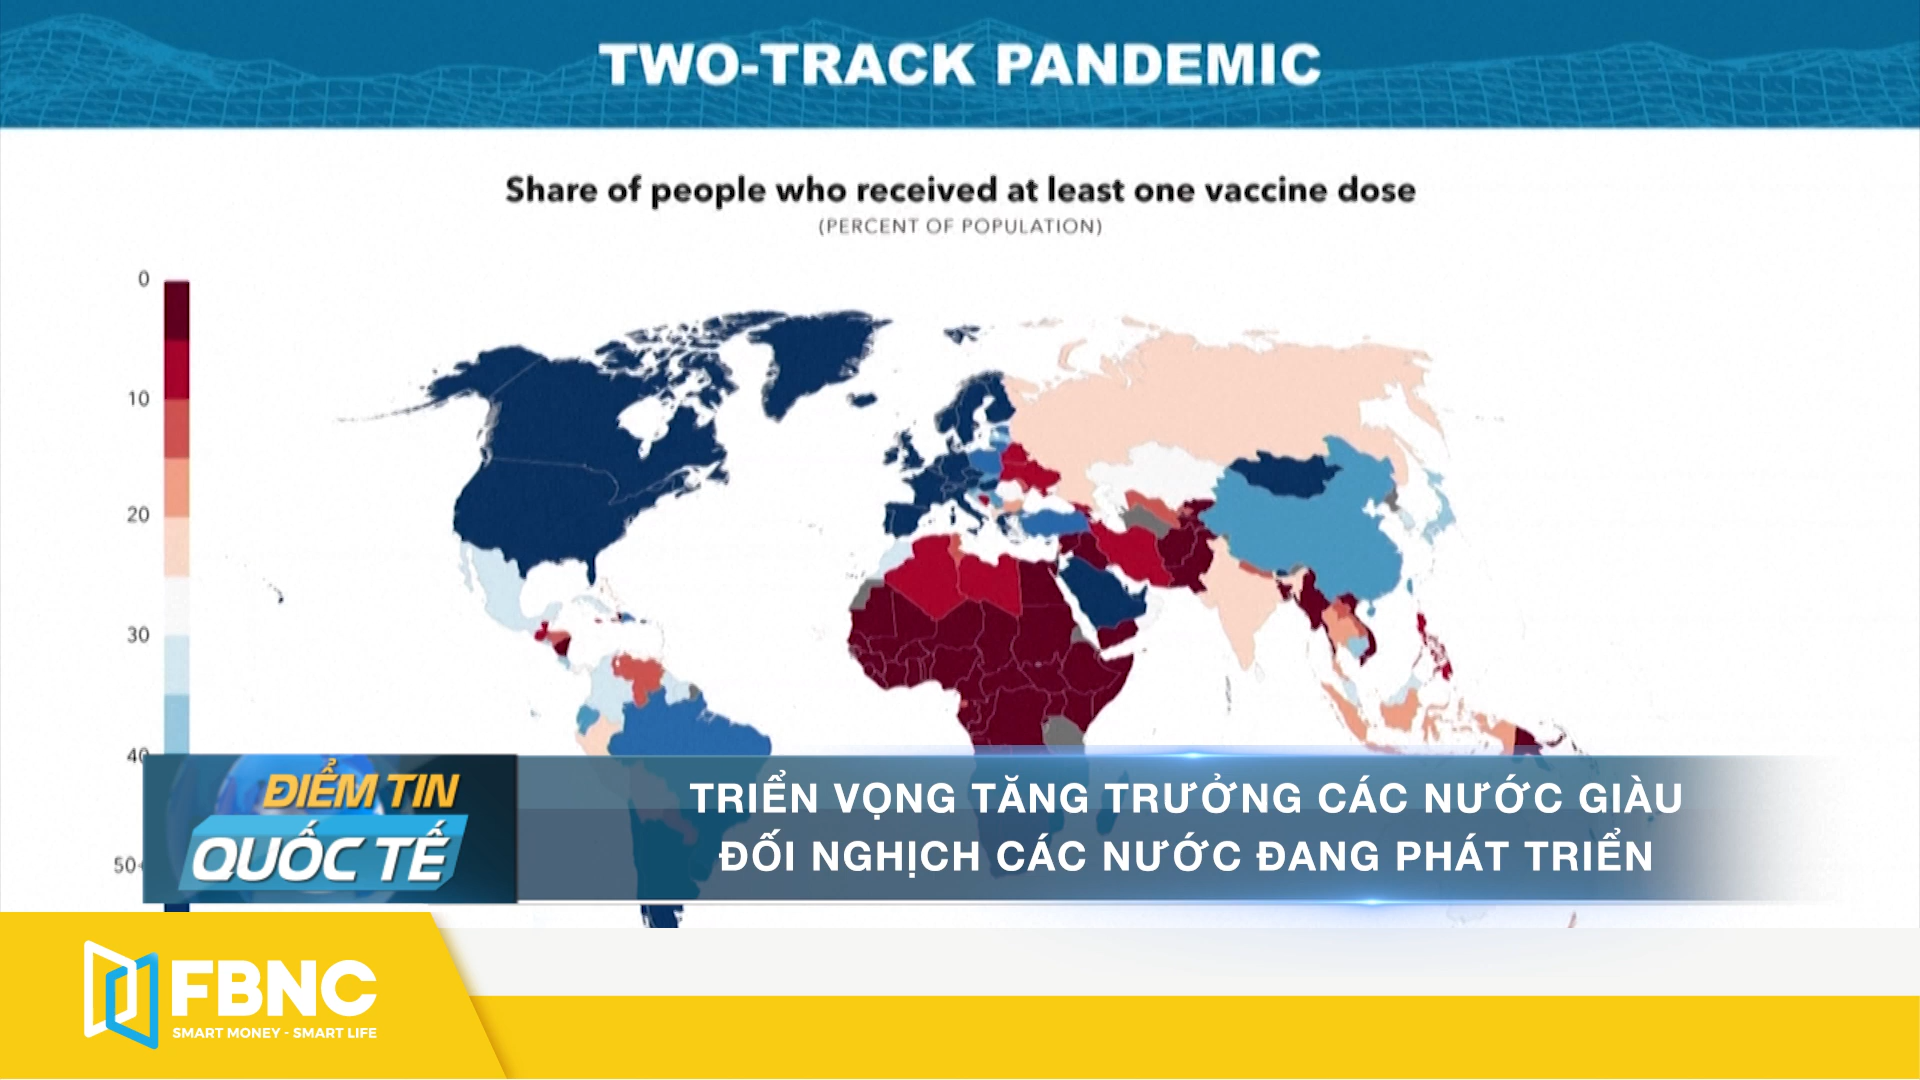 TWO-TRACK PANDEMIC
Share of people who received at least one vaccine dose
(PERCENT OF POPULATION)
0
10
20
30
40
50+
ĐIỂM TIN
QUỐC TẾ
TRIỂN VỌNG TĂNG TRƯỞNG CÁC NƯỚC GIÀU
ĐỐI NGHỊCH CÁC NƯỚC ĐANG PHÁT TRIỂN
FBNC
SMART MONEY - SMART LIFE